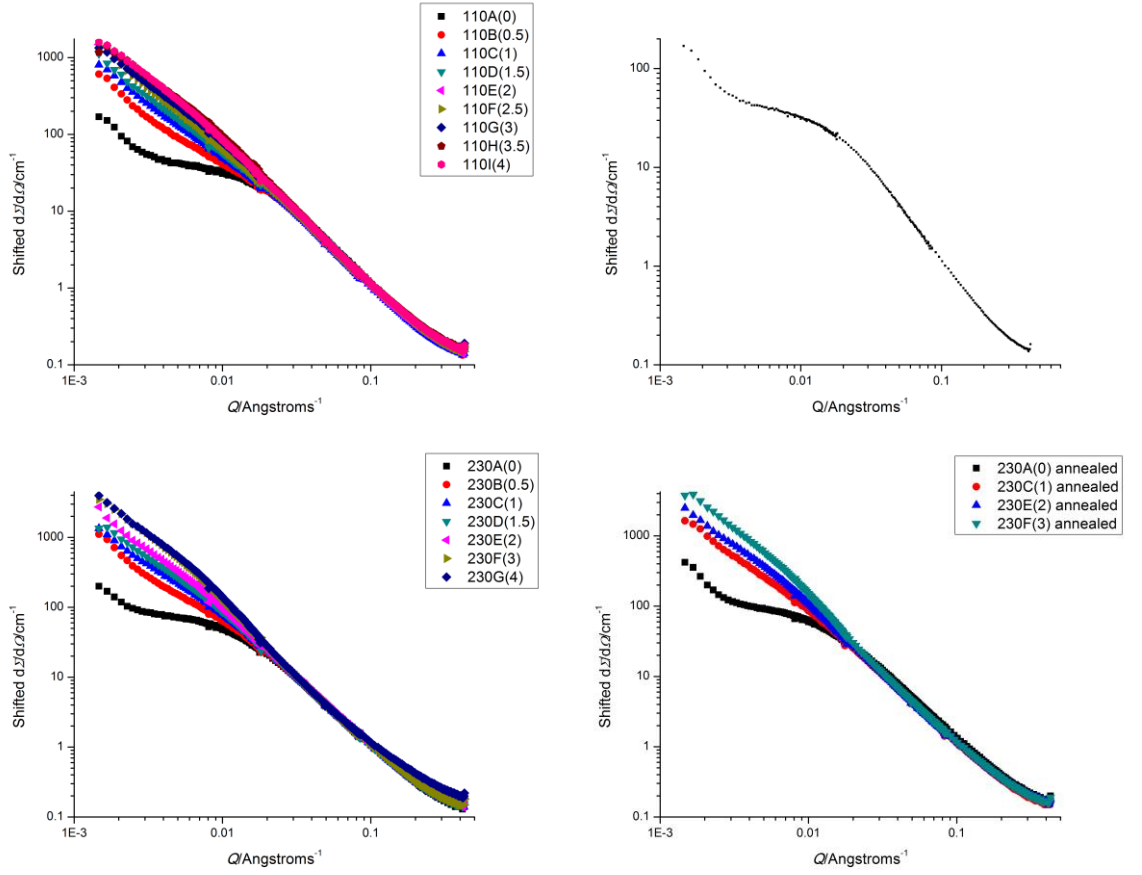 110A(0)
110B(0.5)
110C(1)
110D(1.5)
110E(2)
110F(2.5)
110G(3)
110H(3.5)
110I(4)
Shifted dΣ/dΩ/cm⁻¹
1000
100
10
1
0.1
1E-3
0.01
0.1
Q/Angstroms⁻¹
Shifted dΣ/dΩ/cm⁻¹
100
10
1
0.1
1E-3
0.01
0.1
Q/Angstroms⁻¹
230A(0)
230B(0.5)
230C(1)
230D(1.5)
230E(2)
230F(3)
230G(4)
Shifted dΣ/dΩ/cm⁻¹
1000
100
10
1
0.1
1E-3
0.01
0.1
Q/Angstroms⁻¹
230A(0) annealed
230C(1) annealed
230E(2) annealed
230F(3) annealed
Shifted dΣ/dΩ/cm⁻¹
1000
100
10
1
0.1
1E-3
0.01
0.1
Q/Angstroms⁻¹